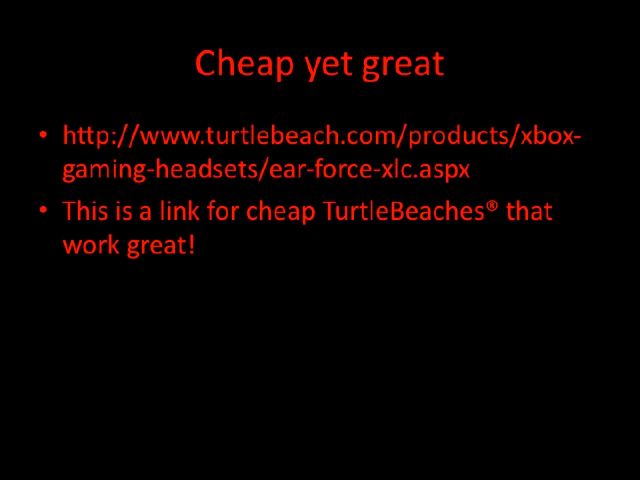 Cheap yet great
• http://www.turtlebeach.com/products/xbox-
gaming-headsets/ear-force-xlc.aspx
• This is a link for cheap TurtleBeaches® that
work great!